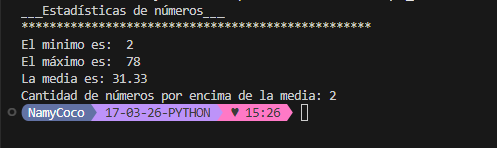 ___Estadísticas de números___
**************************************************
El minimo es:  2
El máximo es:  78
La media es: 31.33
Cantidad de números por encima de la media: 2
NamyCoco 17-03-26-PYTHON ♥ 15:26